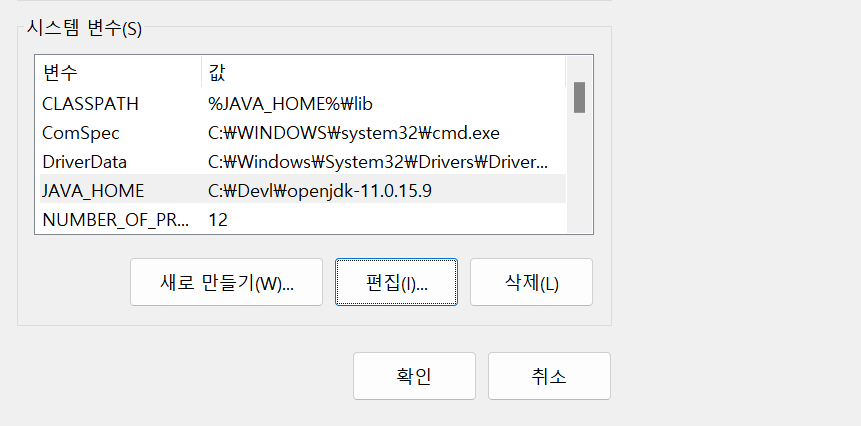 시스템 변수(S)
변수 값
CLASSPATH %JAVA_HOME%₩lib
ComSpec C:₩WINDOWS₩system32₩cmd.exe
DriverData C:₩Windows₩System32₩Drivers₩Driver...
JAVA_HOME C:₩Devl₩openjdk-11.0.15.9
NUMBER_OF_PR... 12
새로 만들기(W)... 편집(I)... 삭제(L)
확인 취소